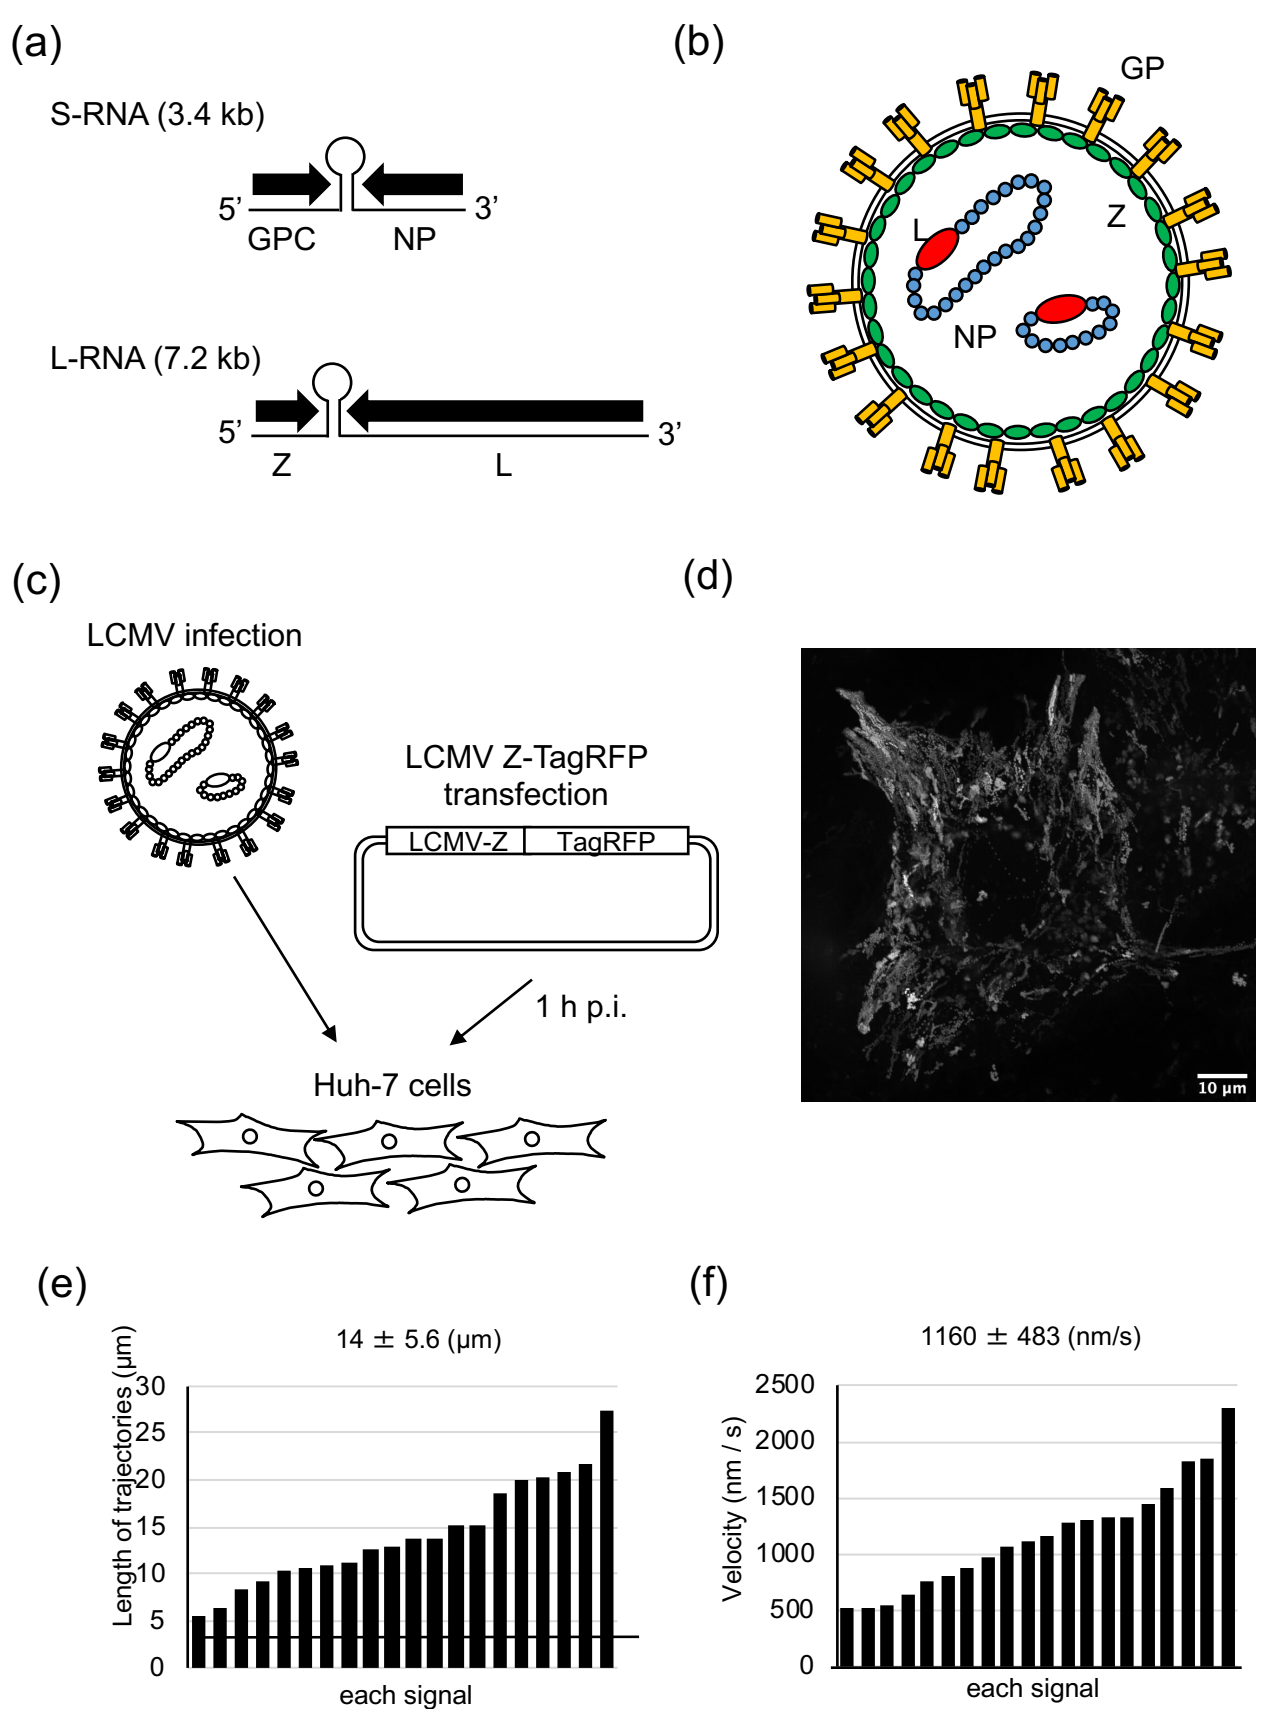 (a)
S-RNA (3.4 kb)
5’
3’
GPC
NP
L-RNA (7.2 kb)
5’
3’
Z
L
(b)
GP
L
Z
NP
(c)
LCMV infection
LCMV Z-TagRFP
transfection
LCMV-Z
TagRFP
1 h p.i.
Huh-7 cells
(d)
10 µm
(e)
14 ± 5.6 (µm)
Length of trajectories (µm)
30
25
20
15
10
5
0
each signal
(f)
1160 ± 483 (nm/s)
Velocity (nm / s)
2500
2000
1500
1000
500
0
each signal